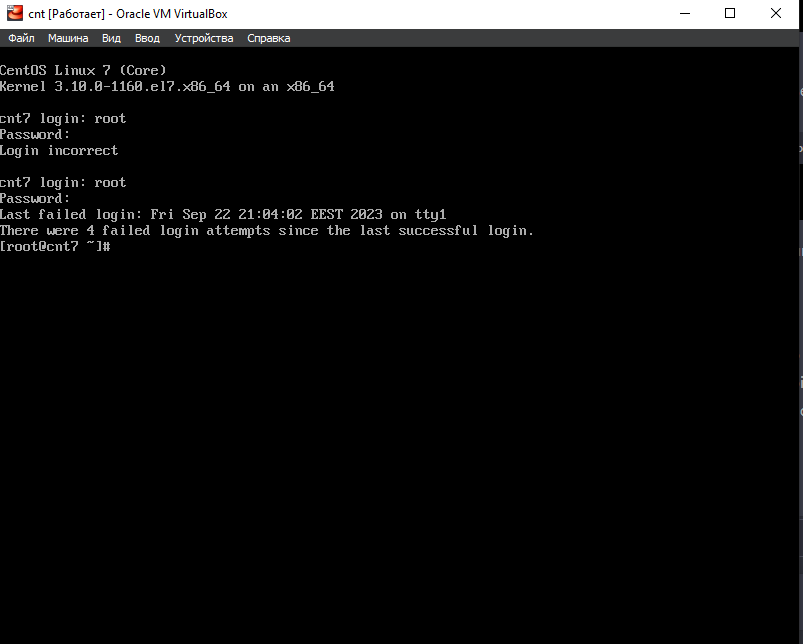 cnt [Работает] - Oracle VM VirtualBox
Файл Машина Вид Ввод Устройства Справка
CentOS Linux 7 (Core)
Kernel 3.10.0-1160.el7.x86_64 on an x86_64
cnt7 login: root
Password:
Login incorrect
cnt7 login: root
Password:
Last failed login: Fri Sep 22 21:04:02 EEST 2023 on tty1
There were 4 failed login attempts since the last successful login.
[root@cnt7 ~]#